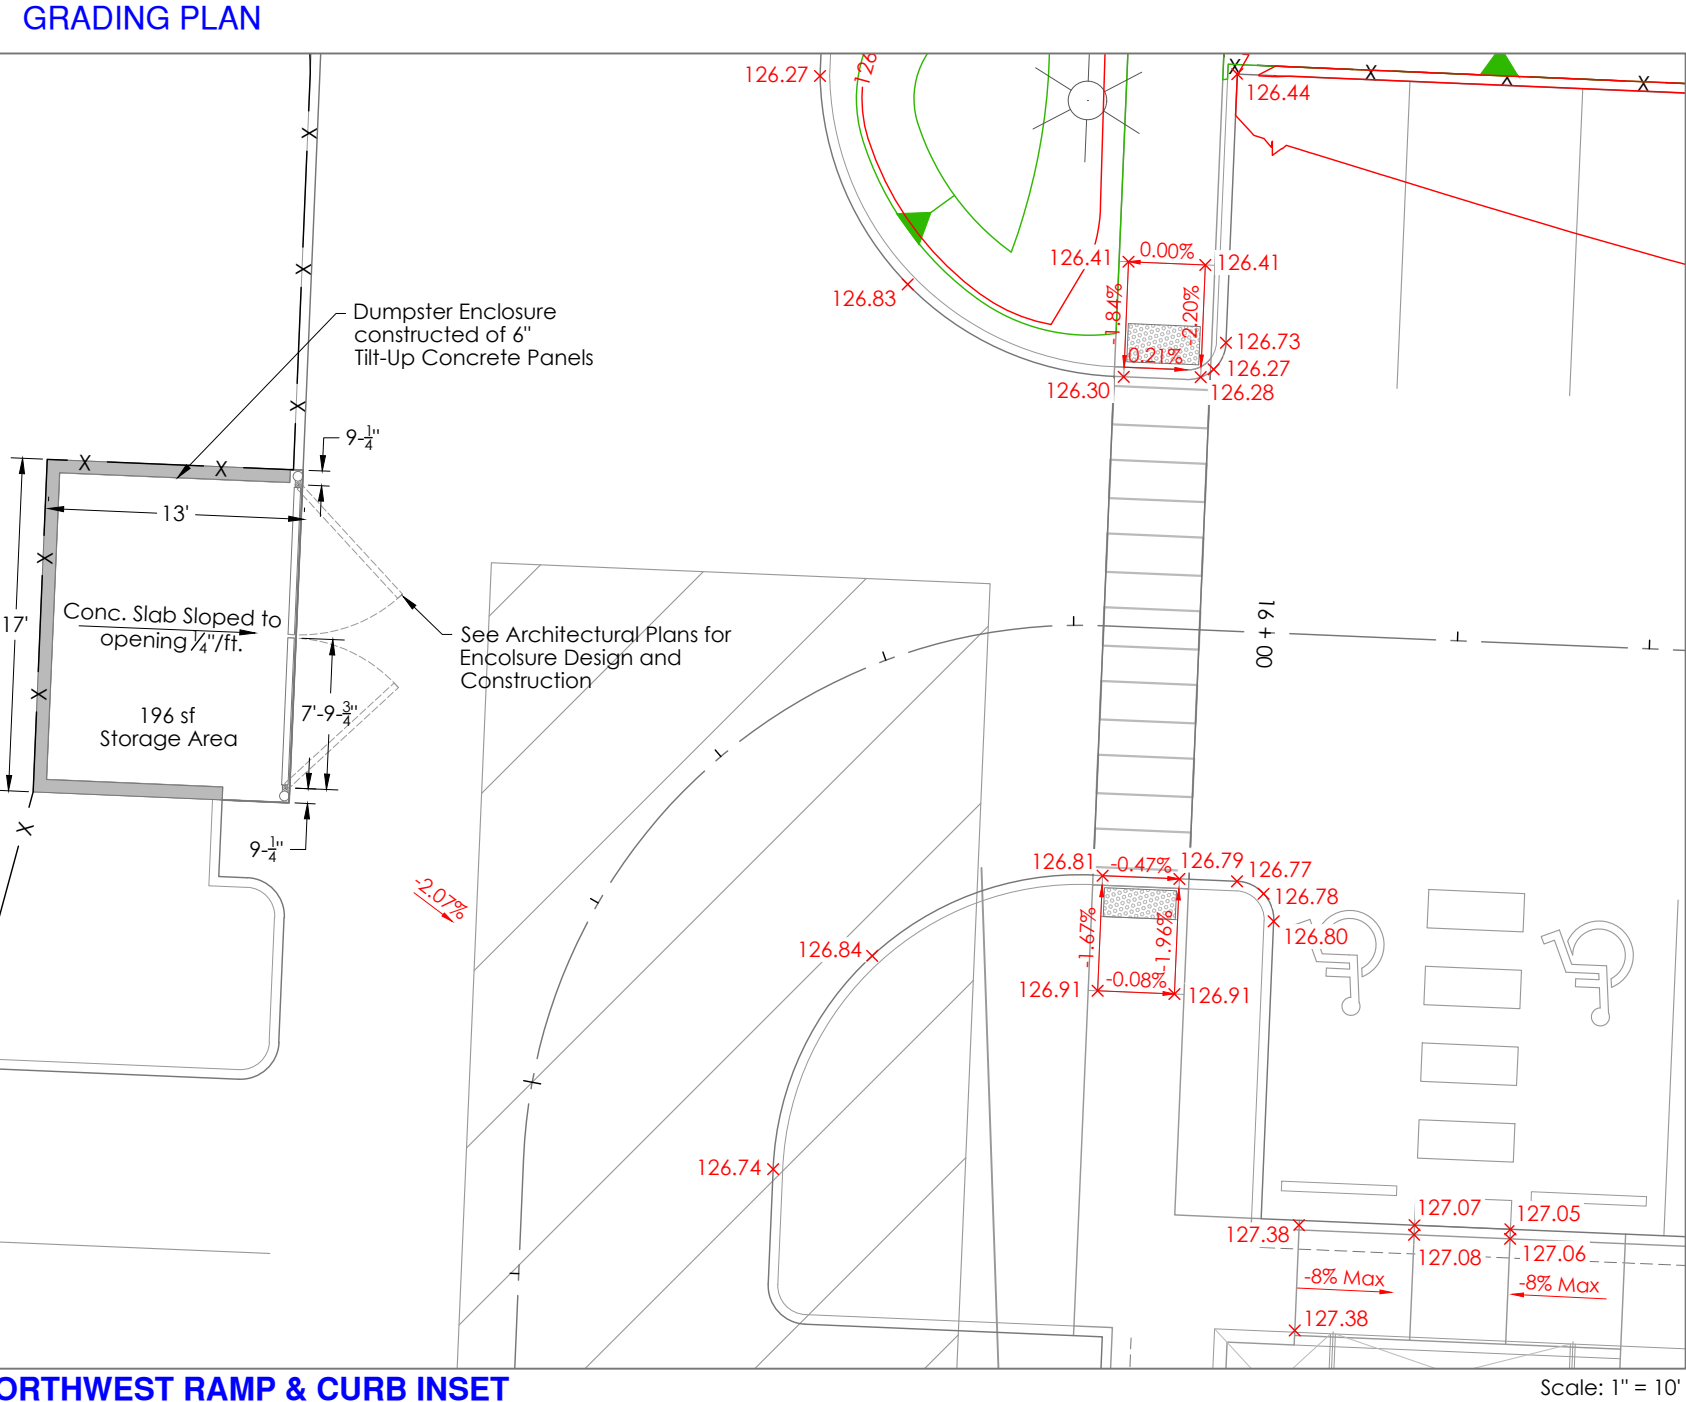 GRADING PLAN
126.27
126
126.44
X
X
X
X
X
126.41
0.00%
126.41
126.83
-1.84%
-2.20%
Dumpster Enclosure
constructed of 6"
Tilt-Up Concrete Panels
126.73
0.21%
126.27
126.30
126.28
X
X
9-1/4"
X
X
13'
X
Conc. Slab Sloped to
opening 1/4"/ft.
17'
See Architectural Plans for
Encolsure Design and
Construction
16 + 00
X
196 sf
Storage Area
7'-9-3/4"
X
9-1/4"
126.81
-0.47%
126.79
126.77
126.78
-2.07%
-1.67%
-1.96%
126.80
126.84
126.91
-0.08%
126.91
126.74
127.07
127.05
127.38
127.08
127.06
-8% Max
-8% Max
127.38
ORTHWEST RAMP & CURB INSET
Scale: 1" = 10'